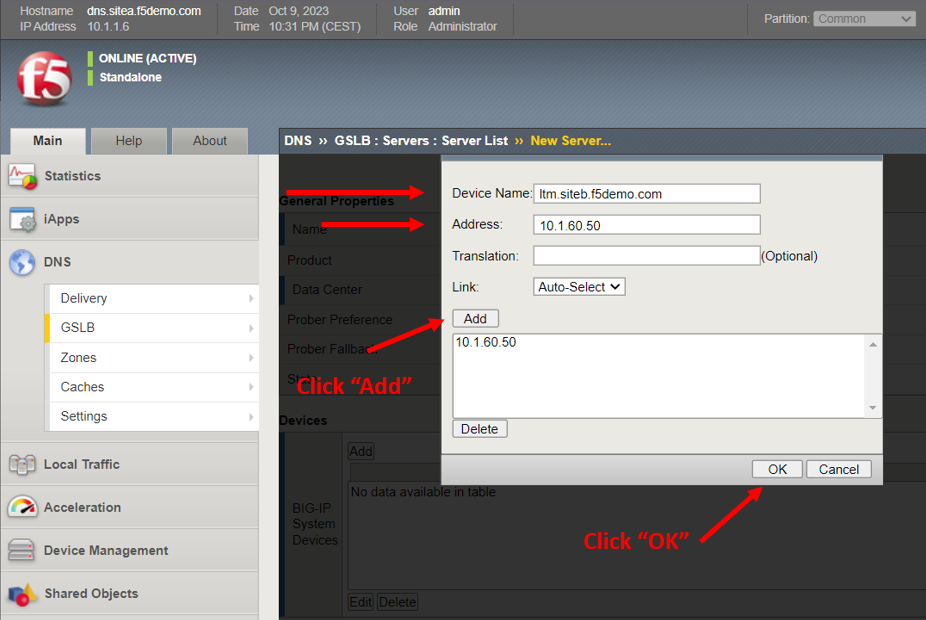 Hostname dns.sitea.f5demo.com Date Oct 9, 2023 User admin
IP Address 10.1.1.6 Time 10:31 PM (CEST) Role Administrator
Partition: Common
f5
ONLINE (ACTIVE)
Standalone
Main Help About
DNS ›› GSLB : Servers : Server List ›› New Server...
Statistics
iApps
DNS
Delivery
GSLB
Zones
Caches
Settings
Local Traffic
Acceleration
Device Management
Shared Objects
General Properties
Name
Product
Data Center
Prober Preference
Prober Fallback
State
Devices
Add
BIG-IP
System
Devices
No data available in table
Edit Delete
Device Name: ltm.siteb.f5demo.com
Address: 10.1.60.50
Translation: (Optional)
Link: Auto-Select
Add
10.1.60.50
Delete
OK Cancel
Click “Add”
Click “OK”